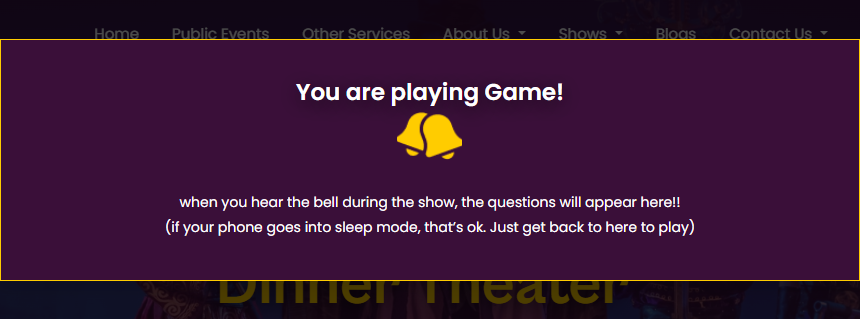 Home Public Events Other Services About Us Shows Blogs Contact Us
You are playing Game!
when you hear the bell during the show, the questions will appear here!!
(if your phone goes into sleep mode, that's ok. Just get back to here to play)
Dinner Theater